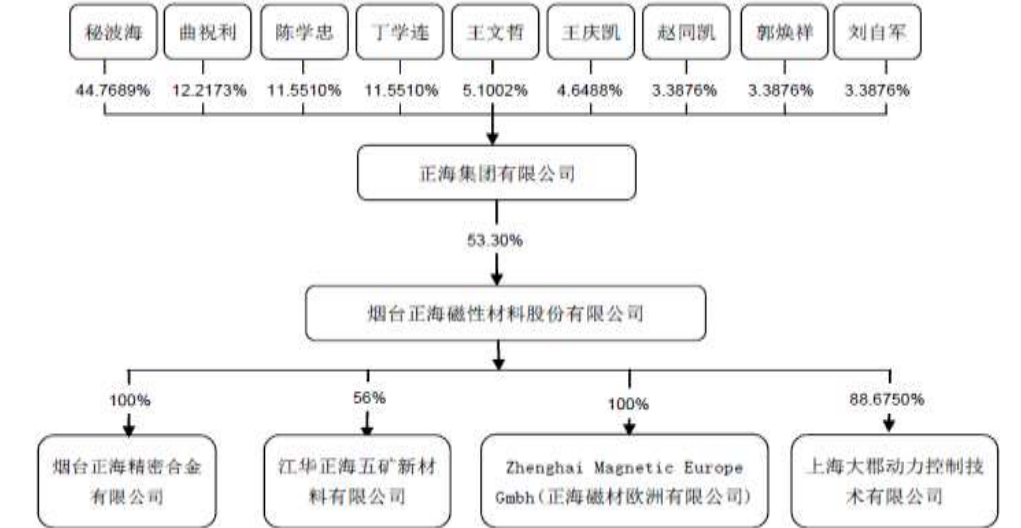 秘波海 曲祝利 陈学忠 丁学连 王文哲 王庆凯 赵同凯 郭焕祥 刘自军
44.7689% 12.2173% 11.5510% 11.5510% 5.1002% 4.6488% 3.3876% 3.3876% 3.3876%
正海集团有限公司
53.30%
烟台正海磁性材料股份有限公司
100% 56% 100% 88.6750%
烟台正海精密合金
有限公司
江华正海五矿新材
料有限公司
Zhenghai Magnetic Europe
Gmbh(正海磁材欧洲有限公司)
上海大郡动力控制技
术有限公司